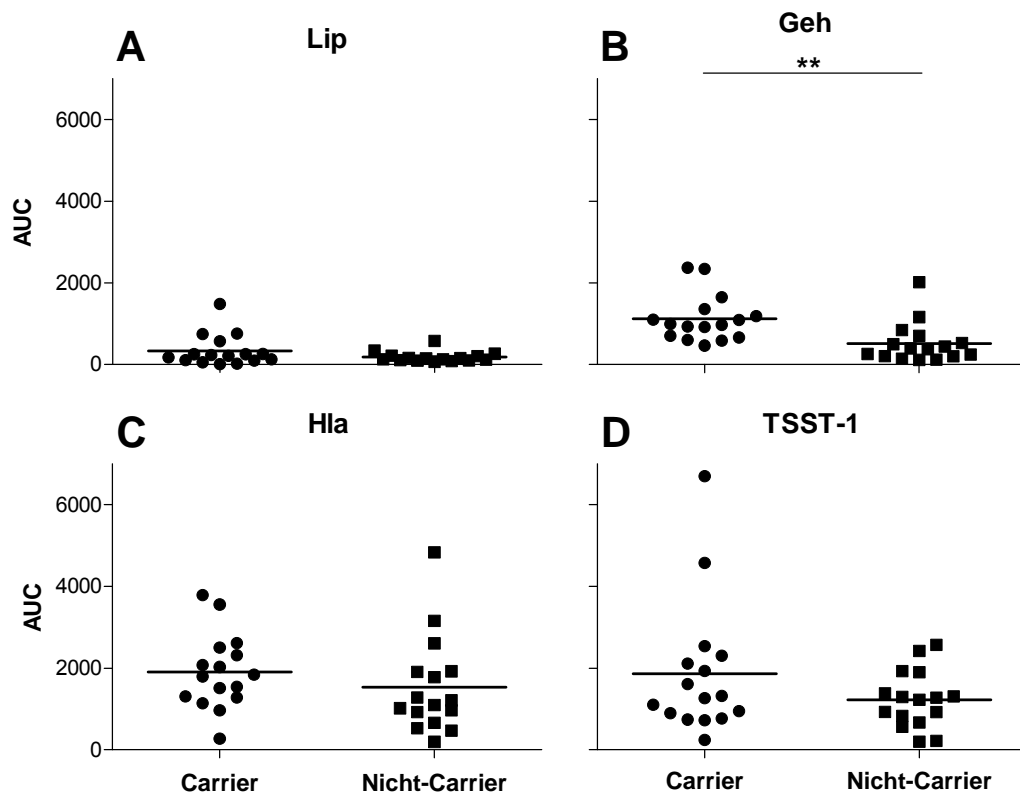 A
Lip
B
Geh
**
6000
4000
2000
0
AUC
C
Hla
D
TSST-1
6000
4000
2000
0
AUC
Carrier
Nicht-Carrier
Carrier
Nicht-Carrier